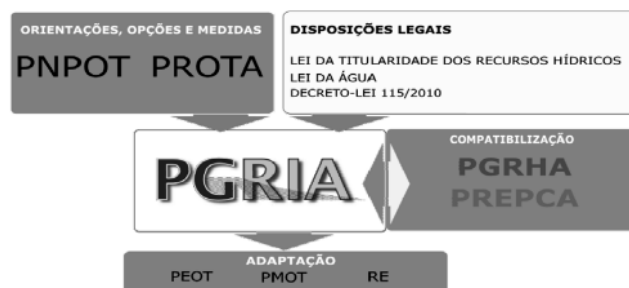 ORIENTAÇÕES, OPÇÕES E MEDIDAS
PNPOT PROTA
DISPOSIÇÕES LEGAIS
LEI DA TITULARIDADE DOS RECURSOS HÍDRICOS
LEI DA ÁGUA
DECRETO-LEI 115/2010
PGRIA
COMPATIBILIZAÇÃO
PGRHA
PREPCA
ADAPTAÇÃO
PEOT PMOT RE